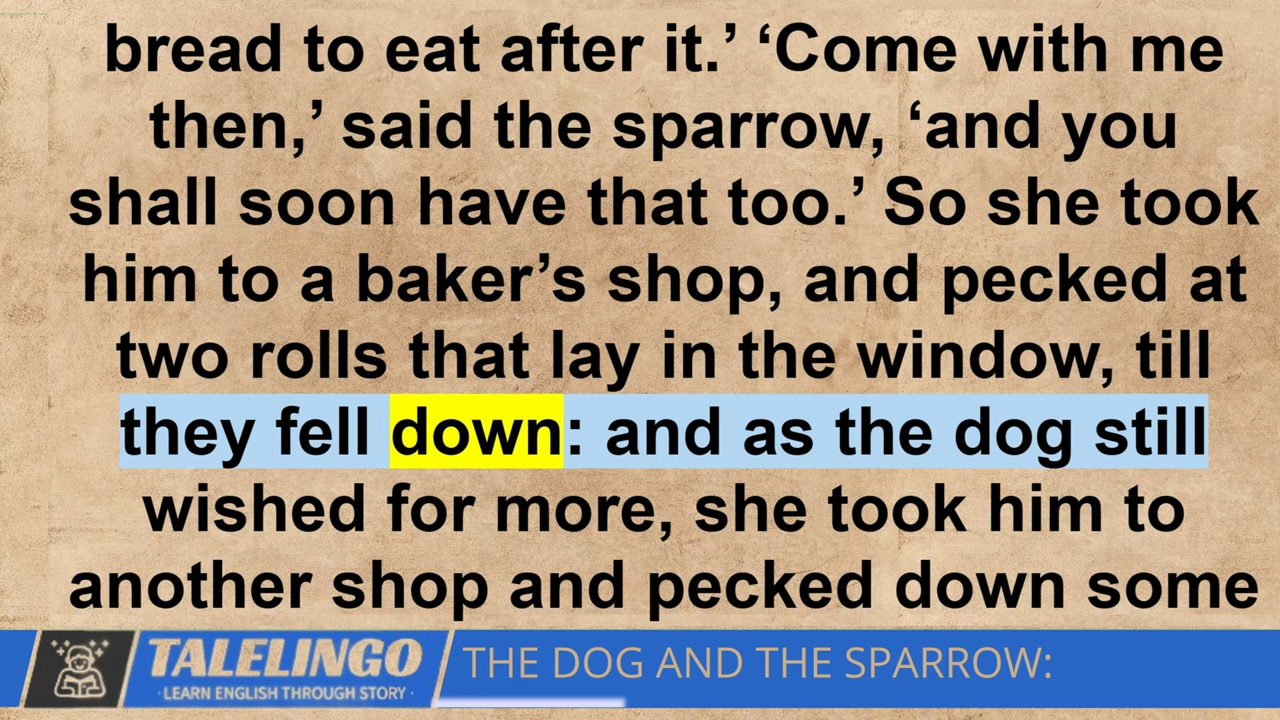 bread to eat after it.’ ‘Come with me
then,’ said the sparrow, ‘and you
shall soon have that too.’ So she took
him to a baker’s shop, and pecked at
two rolls that lay in the window, till
they fell down: and as the dog still
wished for more, she took him to
another shop and pecked down some
TALELINGO
· LEARN ENGLISH THROUGH STORY ·
THE DOG AND THE SPARROW: